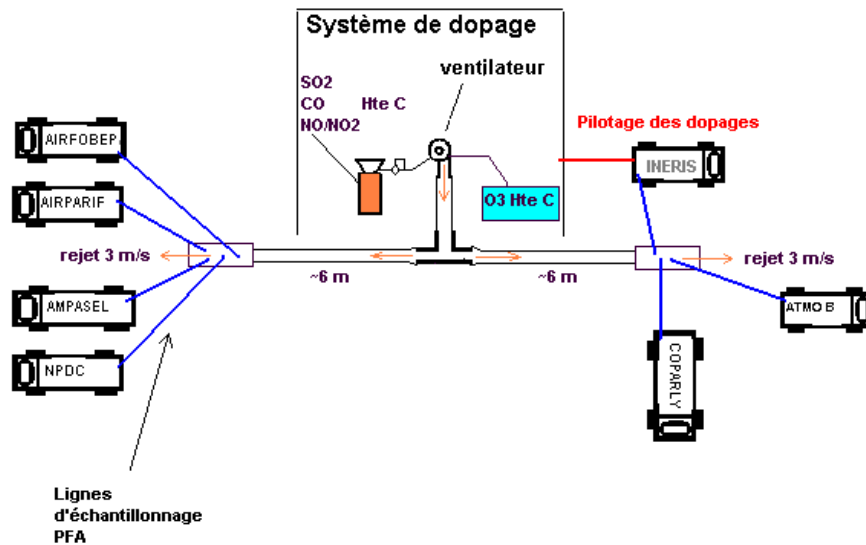 Système de dopage
ventilateur
SO2
CO Hte C
NO/NO2
Pilotage des dopages
AIRFOBEP
INERIS
AIRPARIF
O3 Hte C
rejet 3 m/s
rejet 3 m/s
~6 m
~6 m
AMPASEL
ATMO B
NPDC
COPARLY
Lignes
d'échantillonnage
PFA